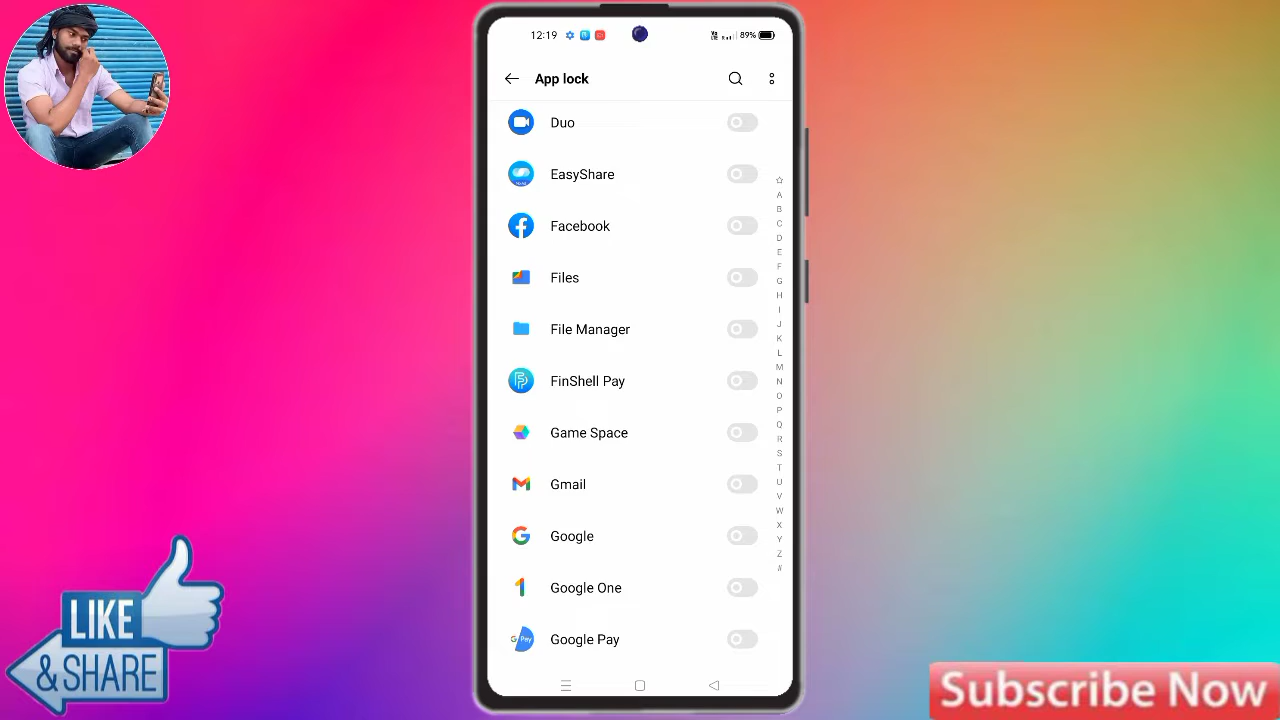 12:19
89%
App lock
Duo
EasyShare
Facebook
Files
File Manager
FinShell Pay
Game Space
Gmail
Google
Google One
G Pay
Google Pay
A
B
C
D
E
F
G
H
I
J
K
L
M
N
O
P
Q
R
S
T
U
V
W
X
Y
Z
#
LIKE
& SHARE
Subscribe Now